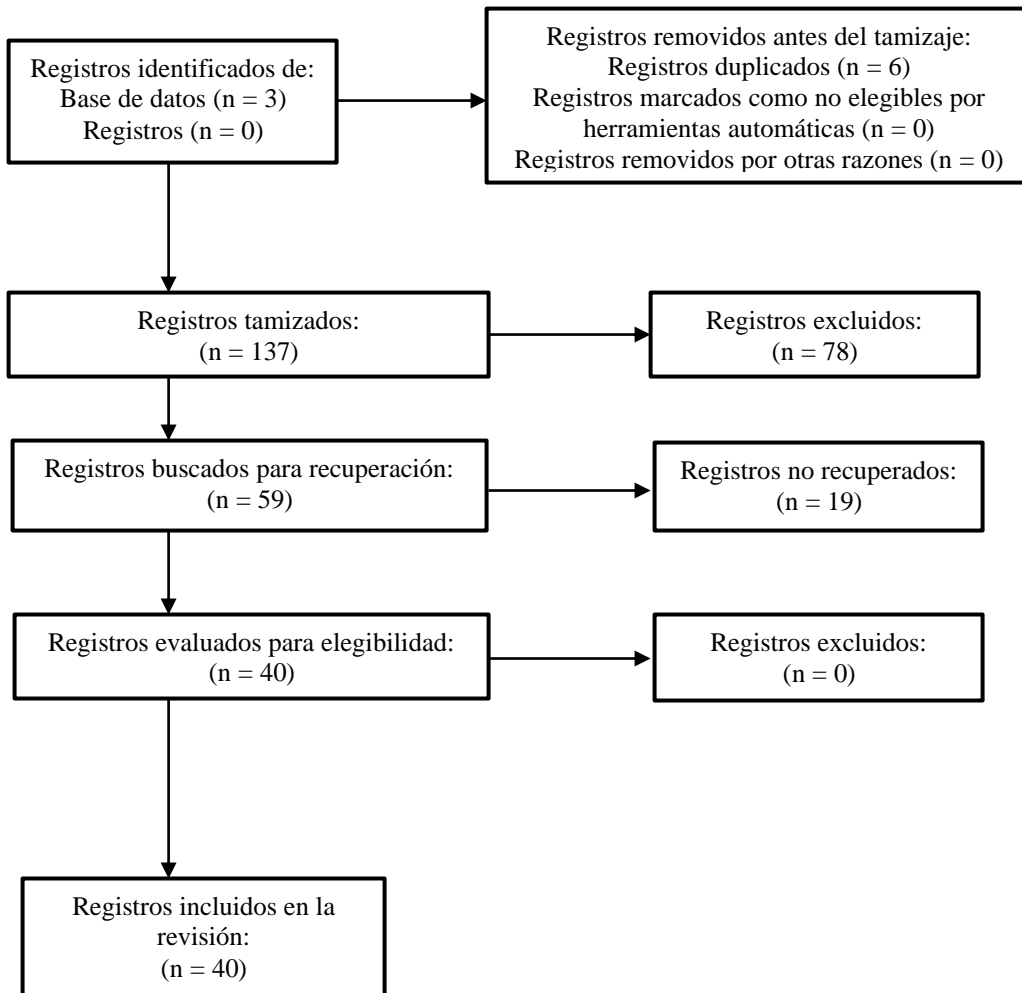 Registros identificados de:
Base de datos (n = 3)
Registros (n = 0)
Registros removidos antes del tamizaje:
Registros duplicados (n = 6)
Registros marcados como no elegibles por
herramientas automáticas (n = 0)
Registros removidos por otras razones (n = 0)
Registros tamizados:
(n = 137)
Registros excluidos:
(n = 78)
Registros buscados para recuperación:
(n = 59)
Registros no recuperados:
(n = 19)
Registros evaluados para elegibilidad:
(n = 40)
Registros excluidos:
(n = 0)
Registros incluidos en la
revisión:
(n = 40)